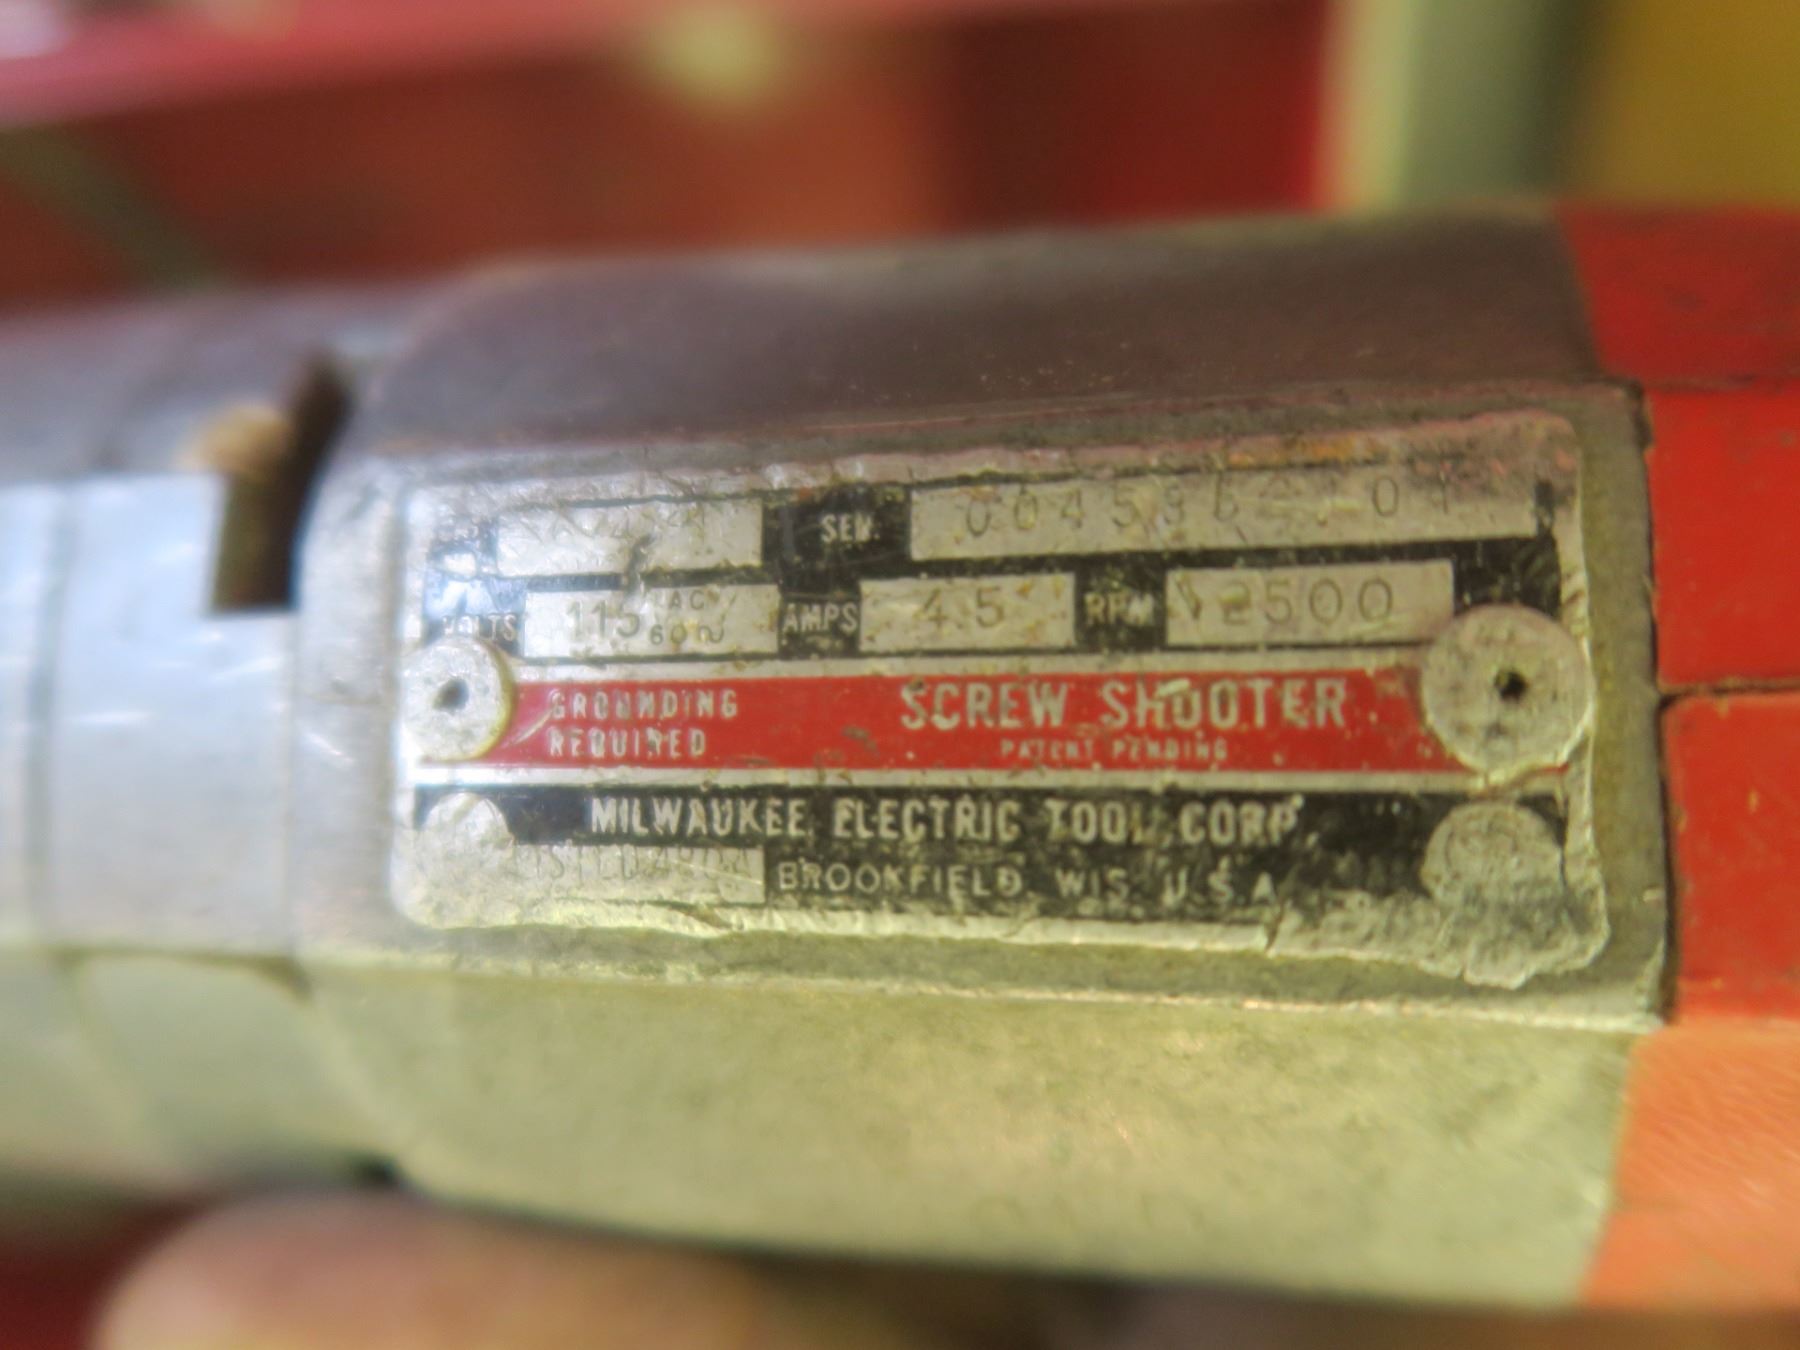 SER.
VOLTS 115 AC 60 AMPS 4.5 RPM 2500
GROUNDING SCREW SHOOTER
REQUIRED PATENT PENDING
MILWAUKEE ELECTRIC TOOL CORP.
LISTED BROOKFIELD, WIS. U.S.A.